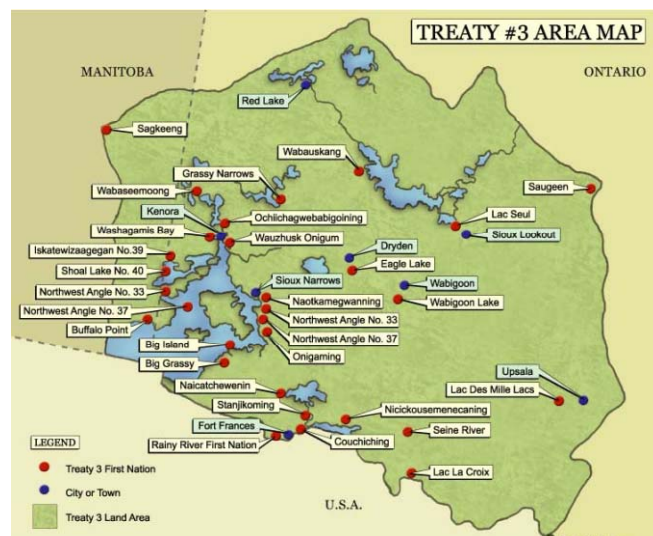 TREATY #3 AREA MAP
MANITOBA
ONTARIO
Red Lake
Sagkeeng
Wabauskang
Grassy Narrows
Wabaseemoong
Saugeen
Kenora
Ochiichagwebabigoining
Lac Seul
Washagamis Bay
Wauzhusk Onigum
Sioux Lookout
Dryden
Iskatewizaagegan No.39
Eagle Lake
Shoal Lake No. 40
Sioux Narrows
Wabigoon
Northwest Angle No. 33
Naotkamegwanning
Wabigoon Lake
Northwest Angle No. 37
Northwest Angle No. 33
Buffalo Point
Northwest Angle No. 37
Big Island
Onigaming
Big Grassy
Upsala
Naicatchewenin
Lac Des Mille Lacs
Stanjikoming
Nicickousemenecaning
Fort Frances
Seine River
Rainy River First Nation
Couchiching
Lac La Croix
U.S.A.
LEGEND
Treaty 3 First Nation
City or Town
Treaty 3 Land Area